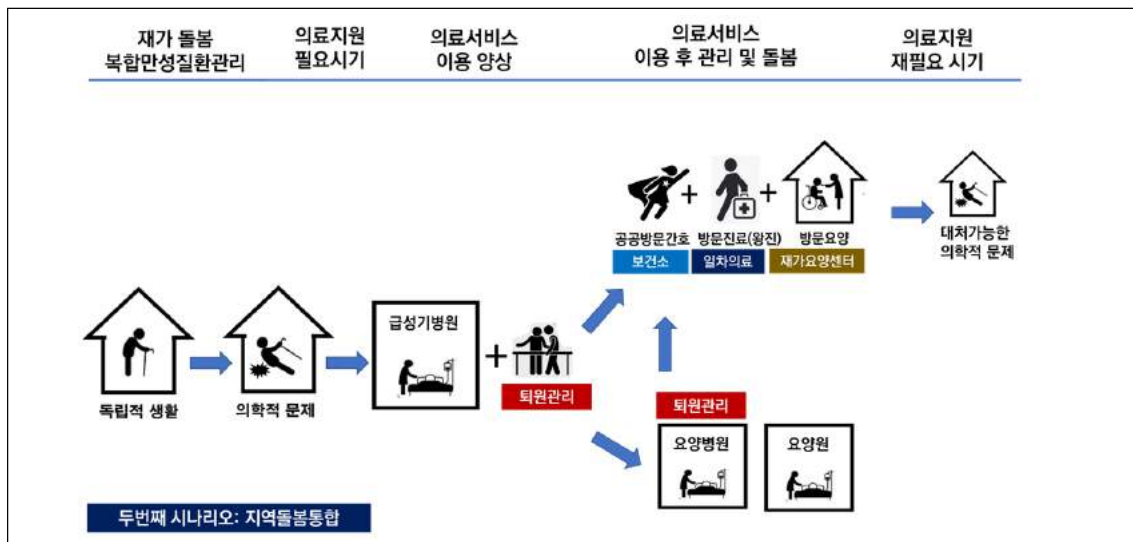 재가 돌봄
복합만성질환관리
의료지원
필요시기
의료서비스
이용 양상
의료서비스
이용 후 관리 및 돌봄
의료지원
재필요 시기
공공방문간호
방문진료(왕진)
방문요양
보건소
일차의료
재가요양센터
대처가능한
의학적 문제
급성기병원
퇴원관리
독립적 생활
의학적 문제
퇴원관리
요양병원
요양원
두번째 시나리오: 지역돌봄통합